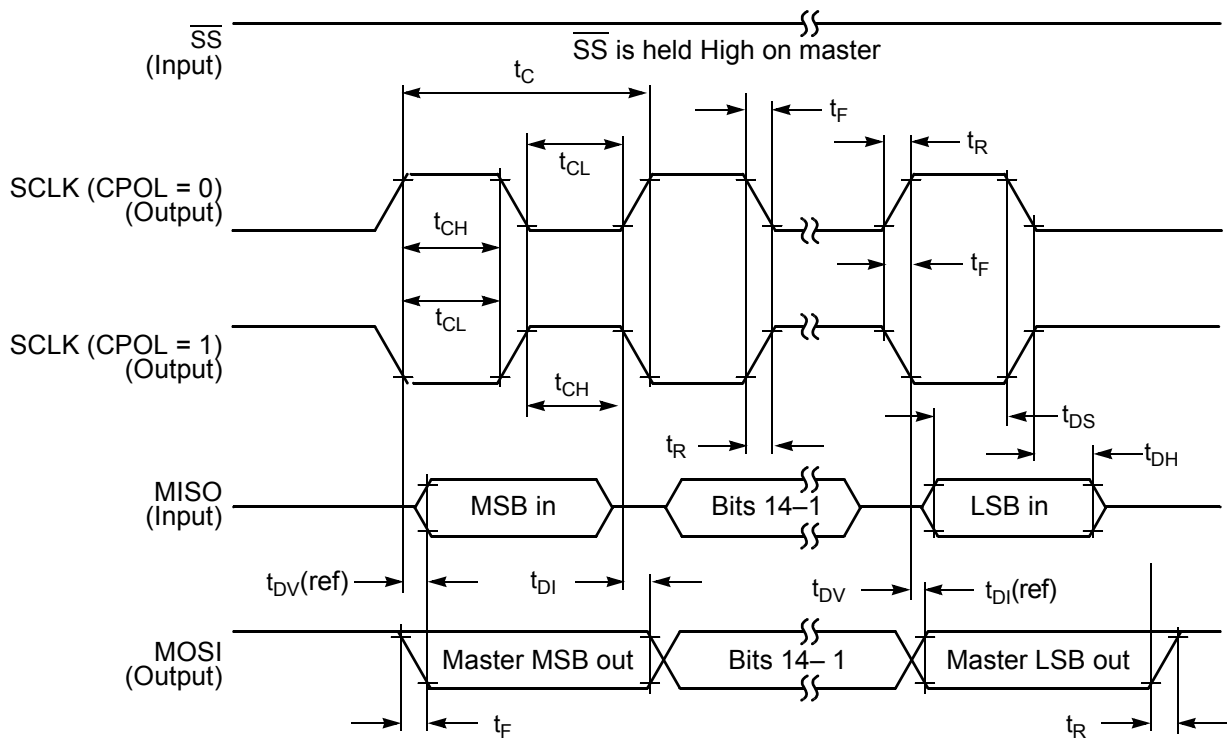 SS
(Input)
SS is held High on master
tC
tF
tR
tCL
SCLK (CPOL = 0)
(Output)
tCH
tF
tCL
SCLK (CPOL = 1)
(Output)
tCH
tDS
tR
tDH
MISO
(Input)
MSB in
Bits 14–1
LSB in
tDV(ref)
tDI
tDV
tDI(ref)
MOSI
(Output)
Master MSB out
Bits 14– 1
Master LSB out
tF
tR